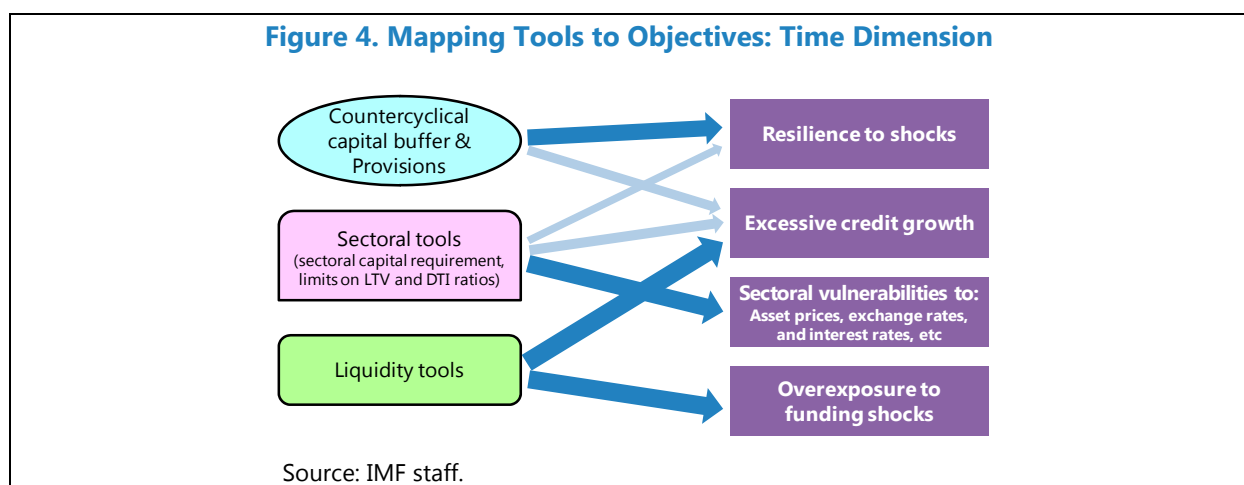 Figure 4. Mapping Tools to Objectives: Time Dimension
Countercyclical
capital buffer &
Provisions
Sectoral tools
(sectoral capital requirement,
limits on LTV and DTI ratios)
Liquidity tools
Resilience to shocks
Excessive credit growth
Sectoral vulnerabilities to:
Asset prices, exchange rates,
and interest rates, etc
Overexposure to
funding shocks
Source: IMF staff.